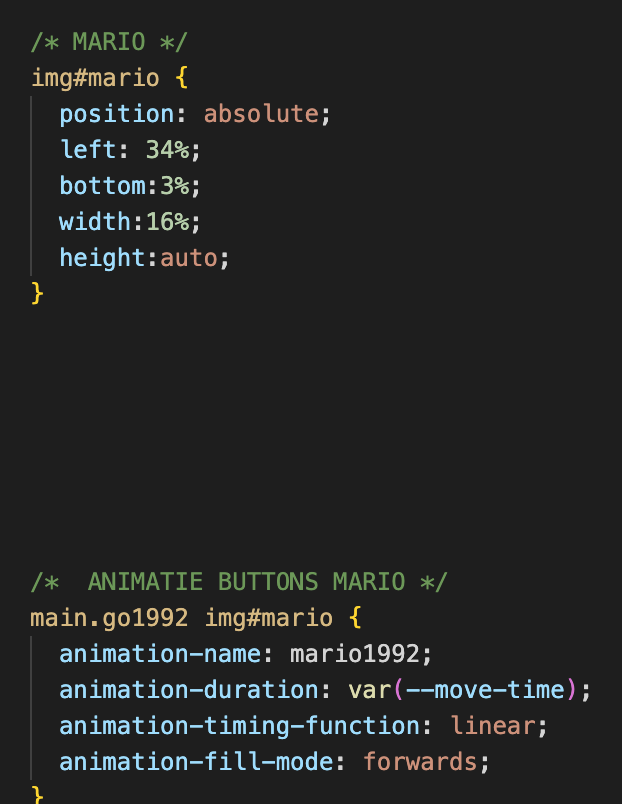 /* MARIO */
img#mario {
position: absolute;
left: 34%;
bottom:3%;
width:16%;
height:auto;
}
/*  ANIMATIE BUTTONS MARIO */
main.go1992 img#mario {
animation-name: mario1992;
animation-duration: var(--move-time);
animation-timing-function: linear;
animation-fill-mode: forwards;
}